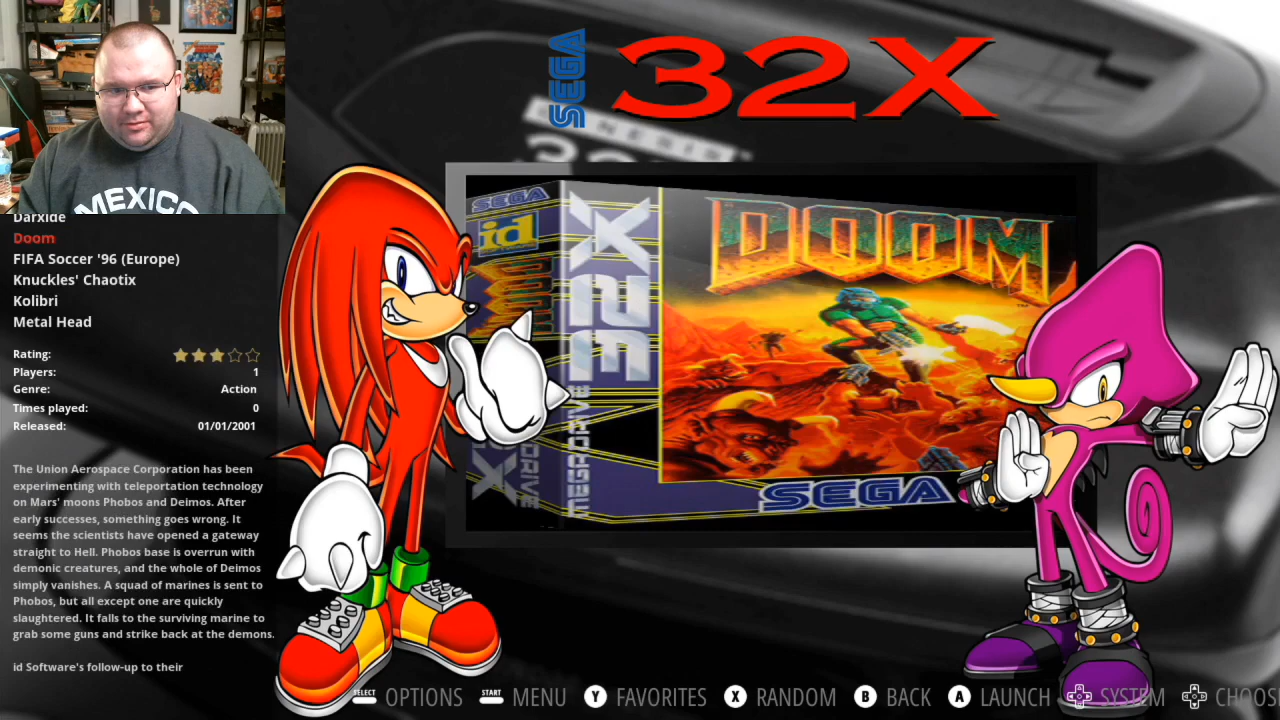 SEGA 32X
MEXICO
Darxide
Doom
FIFA Soccer '96 (Europe)
Knuckles' Chaotix
Kolibri
Metal Head
Rating:
Players: 1
Genre: Action
Times played: 0
Released: 01/01/2001
The Union Aerospace Corporation has been
experimenting with teleportation technology
on Mars' moons Phobos and Deimos. After
early successes, something goes wrong. It
seems the scientists have opened a gateway
straight to Hell. Phobos base is overrun with
demonic creatures, and the whole of Deimos
simply vanishes. A squad of marines is sent to
Phobos, but all except one are quickly
slaughtered. It falls to the surviving marine to
grab some guns and strike back at the demons.
id Software's follow-up to their
SEGA
id
32X
MEGA DRIVE
DOOM
SEGA
SELECT OPTIONS START MENU Y FAVORITES X RANDOM B BACK A LAUNCH SYSTEM CHOOS